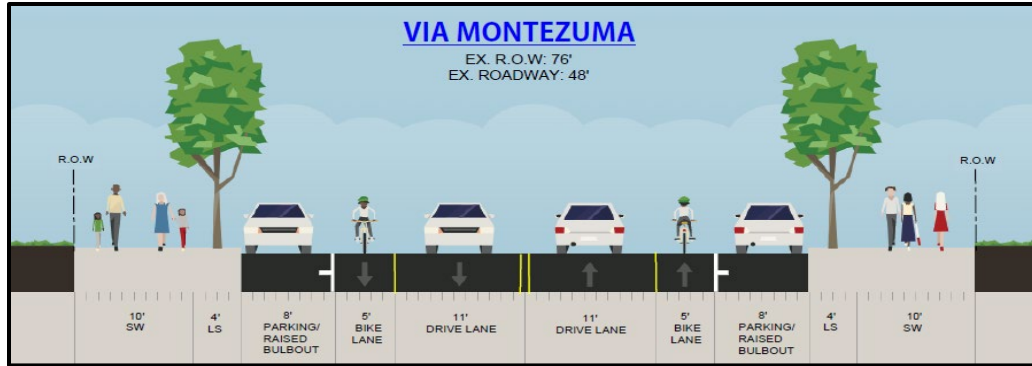 VIA MONTEZUMA
EX. R.O.W: 76'
EX. ROADWAY: 48'
R.O.W
R.O.W
10'
SW
4'
LS
8'
PARKING/
RAISED
BULBOUT
5'
BIKE
LANE
11'
DRIVE LANE
11'
DRIVE LANE
5'
BIKE
LANE
8'
PARKING/
RAISED
BULBOUT
4'
LS
10'
SW